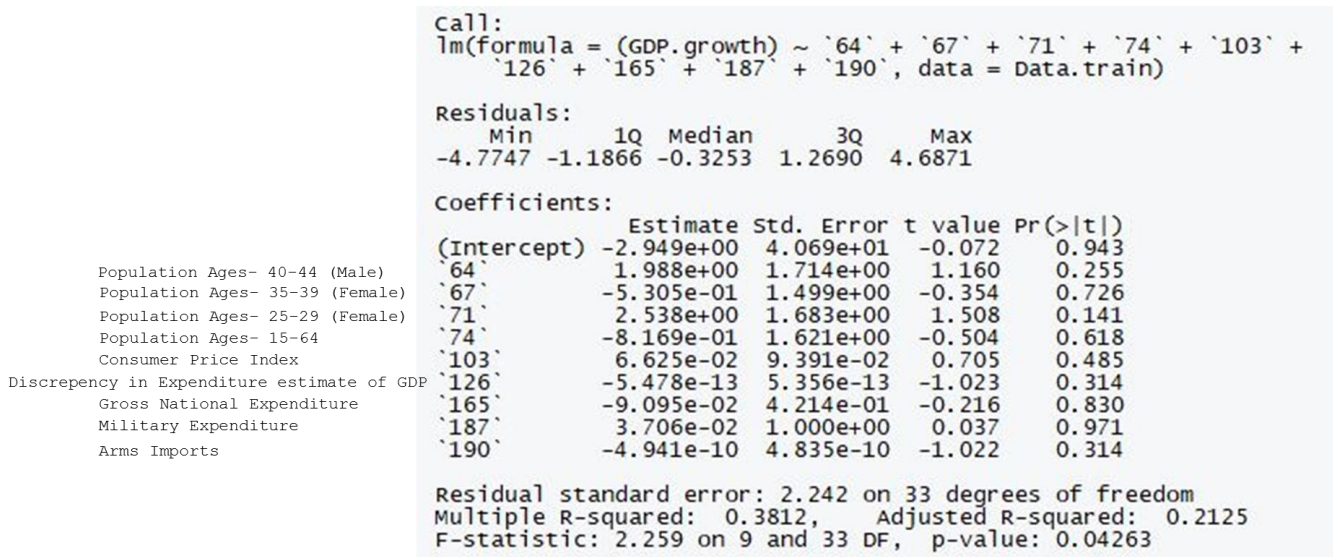 Call:
lm(formula = (GDP.growth) ~ `64` + `67` + `71` + `74` + `103` +
`126` + `165` + `187` + `190`, data = Data.train)
Residuals:
Min 1Q Median 3Q Max
-4.7747 -1.1866 -0.3253 1.2690 4.6871
Coefficients:
Estimate Std. Error t value Pr(>|t|)
(Intercept) -2.949e+00 4.069e+01 -0.072 0.943
Population Ages- 40-44 (Male) `64` 1.988e+00 1.714e+00 1.160 0.255
Population Ages- 35-39 (Female) `67` -5.305e-01 1.499e+00 -0.354 0.726
Population Ages- 25-29 (Female) `71` 2.538e+00 1.683e+00 1.508 0.141
Population Ages- 15-64 `74` -8.169e-01 1.621e+00 -0.504 0.618
Consumer Price Index `103` 6.625e-02 9.391e-02 0.705 0.485
Discrepency in Expenditure estimate of GDP `126` -5.478e-13 5.356e-13 -1.023 0.314
Gross National Expenditure `165` -9.095e-02 4.214e-01 -0.216 0.830
Military Expenditure `187` 3.706e-02 1.000e+00 0.037 0.971
Arms Imports `190` -4.941e-10 4.835e-10 -1.022 0.314
Residual standard error: 2.242 on 33 degrees of freedom
Multiple R-squared: 0.3812, Adjusted R-squared: 0.2125
F-statistic: 2.259 on 9 and 33 DF, p-value: 0.04263